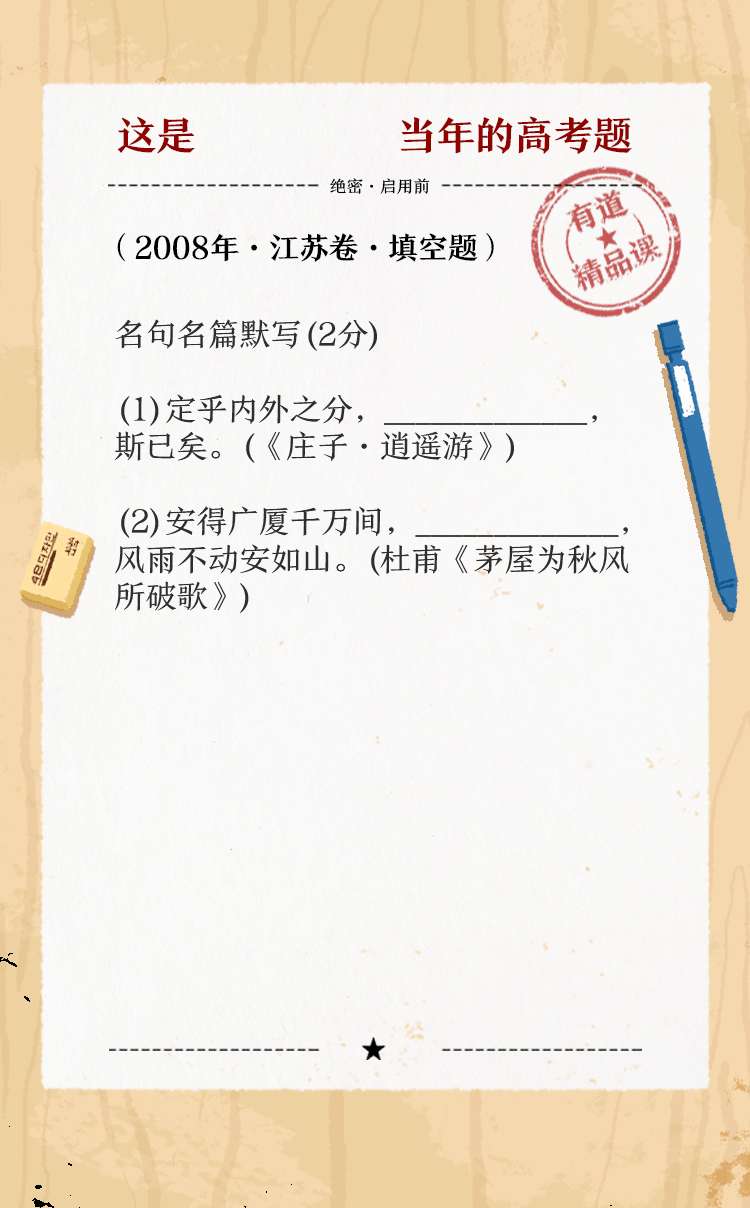 这是 当年的高考题
绝密·启用前
有道
精品课
（2008年·江苏卷·填空题）
名句名篇默写(2分)
(1)定乎内外之分，_____________，
斯已矣。(《庄子·逍遥游》)
(2)安得广厦千万间，_____________，
风雨不动安如山。(杜甫《茅屋为秋风
所破歌》)